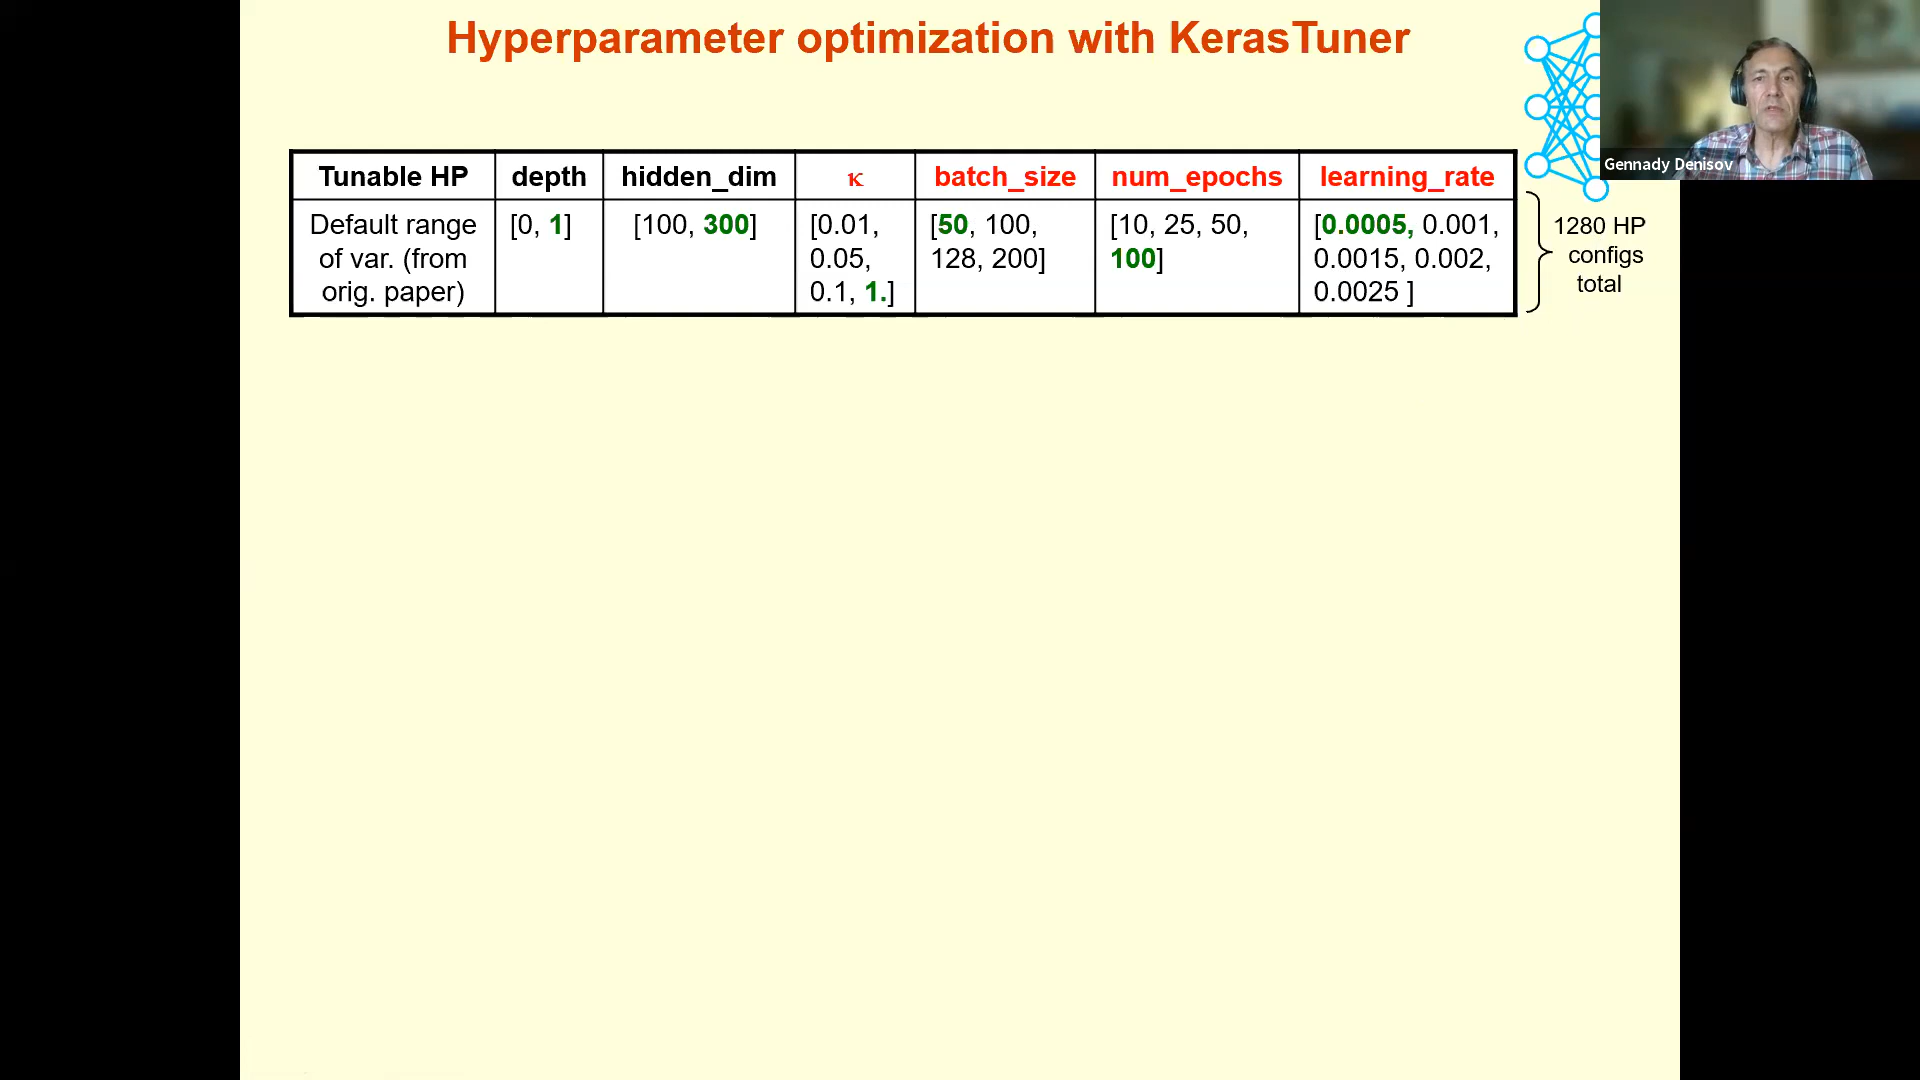 Hyperparameter optimization with KerasTuner
Gennady Denisov
Tunable HP depth hidden_dim κ batch_size num_epochs learning_rate
Default range [0, 1] [100, 300] [0.01, [50, 100, [10, 25, 50, [0.0005, 0.001,
of var. (from 0.05, 128, 200] 100] 0.0015, 0.002,
orig. paper) 0.1, 1.] 0.0025 ]
1280 HP
configs
total